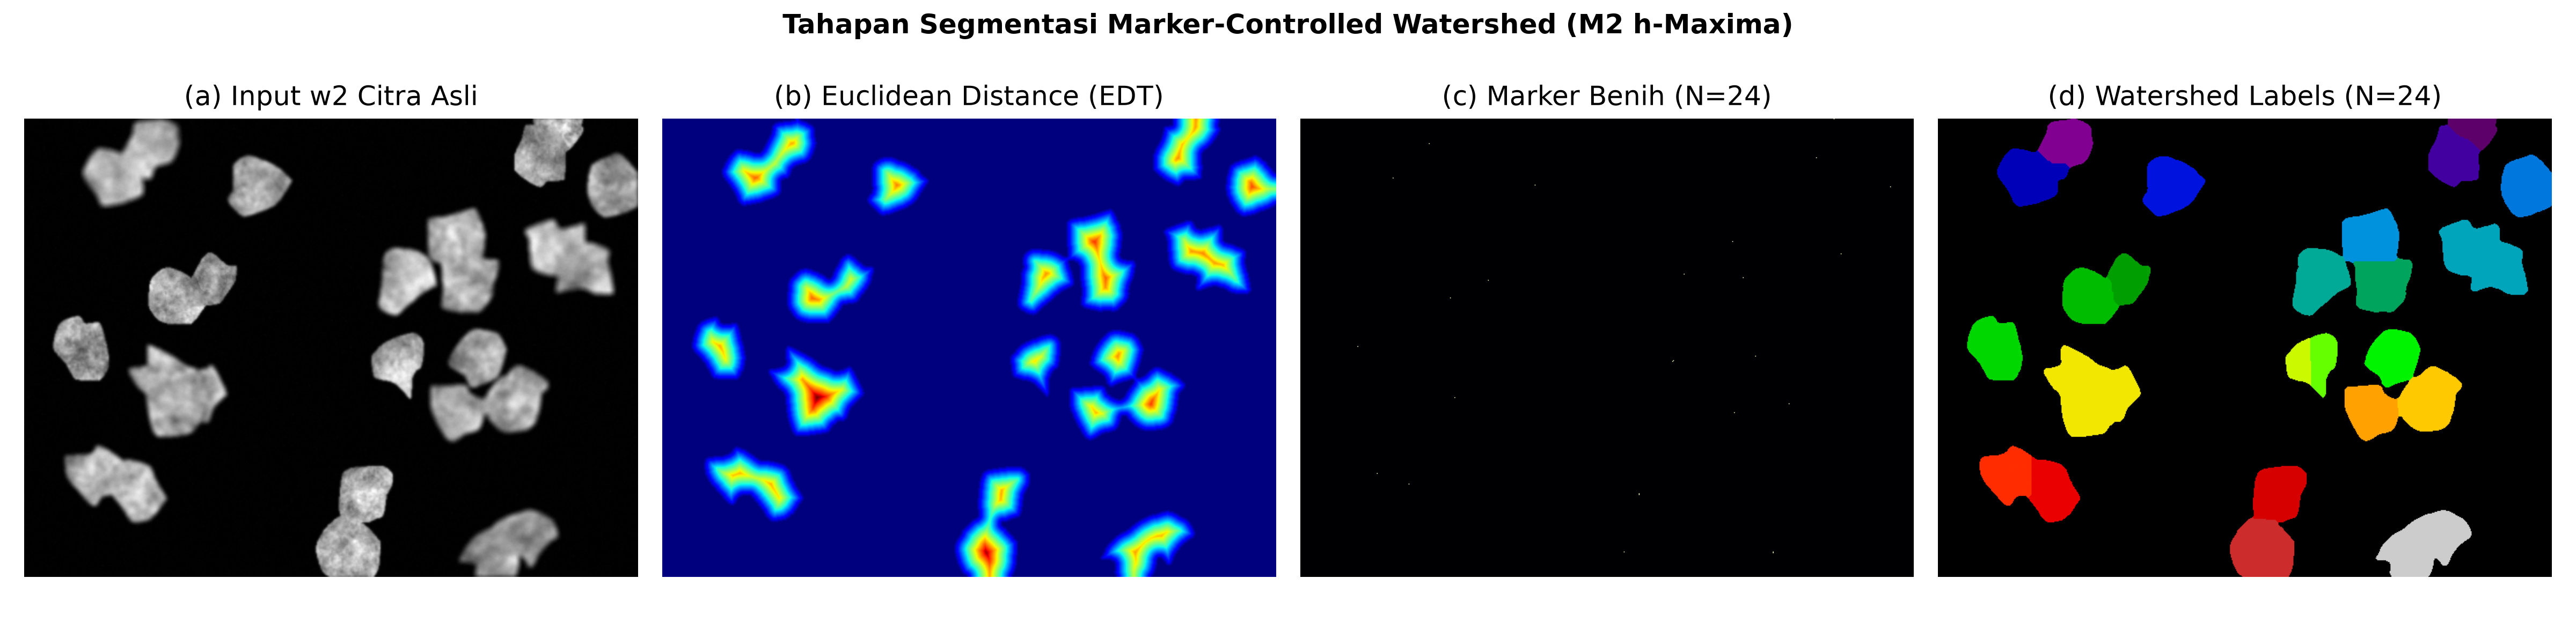 Tahapan Segmentasi Marker-Controlled Watershed (M2 h-Maxima)
(a) Input w2 Citra Asli
(b) Euclidean Distance (EDT)
(c) Marker Benih (N=24)
(d) Watershed Labels (N=24)